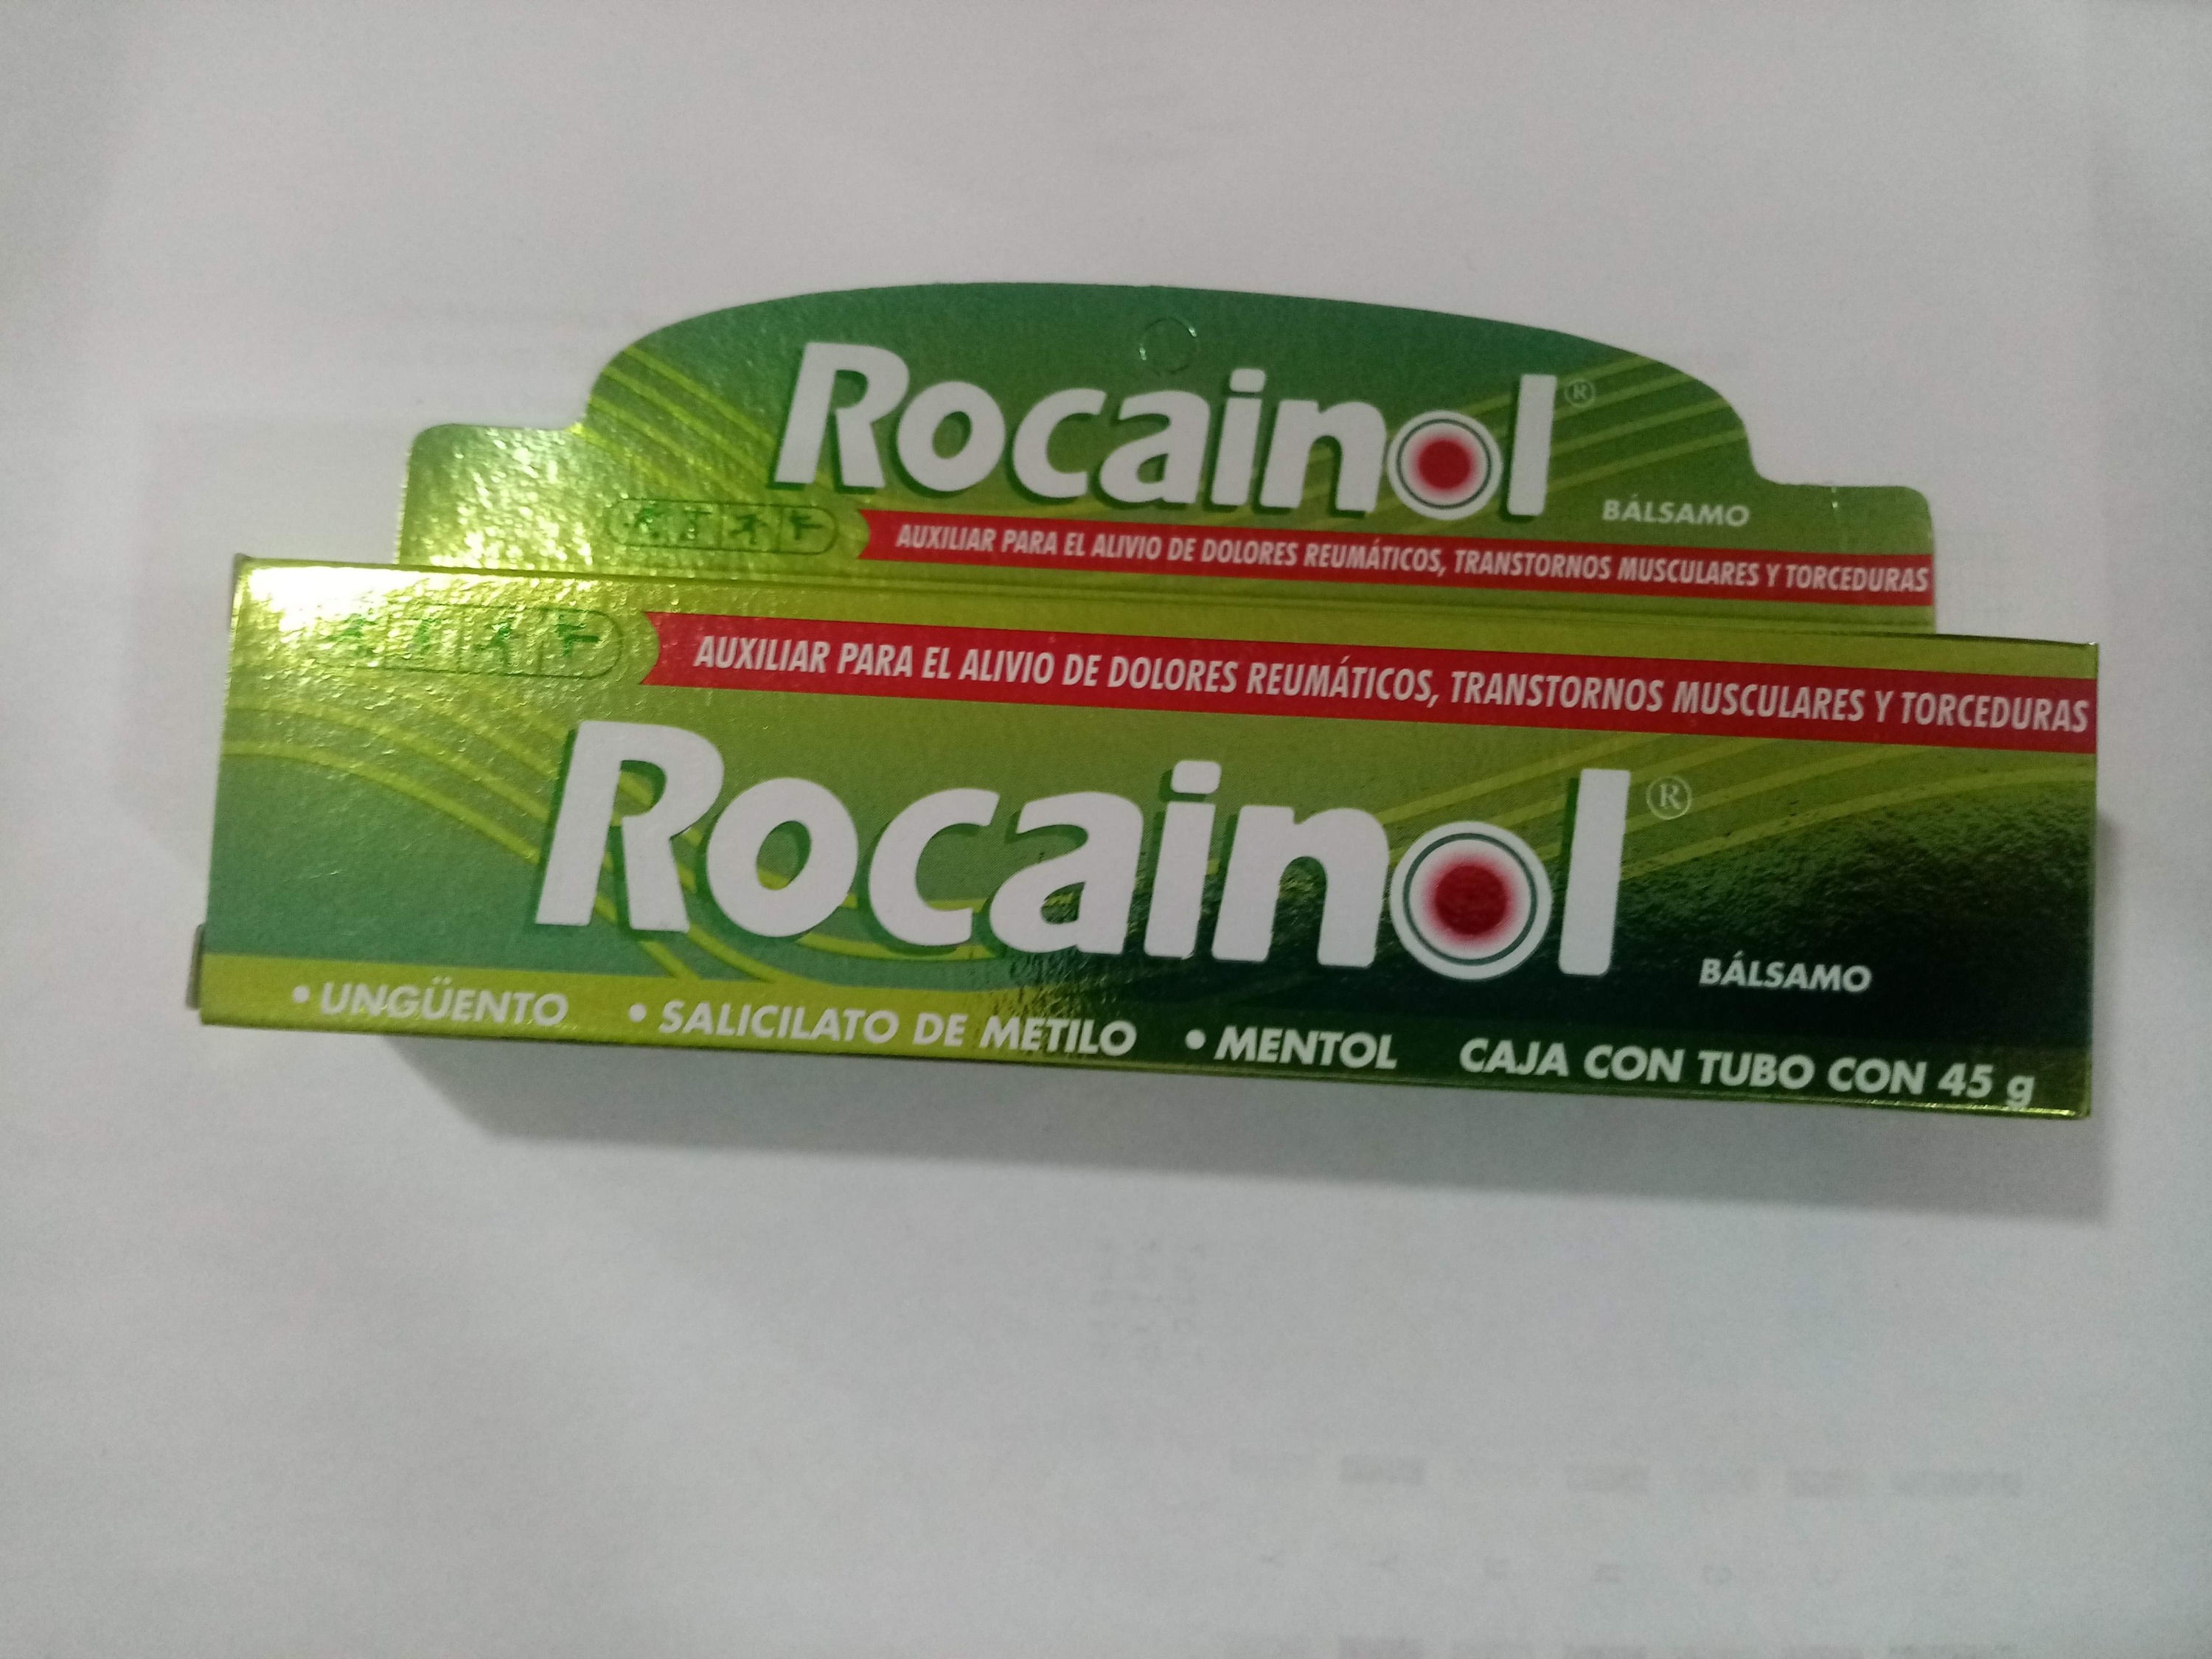 Rocainol®
BÁLSAMO
AUXILIAR PARA EL ALIVIO DE DOLORES REUMÁTICOS, TRANSTORNOS MUSCULARES Y TORCEDURAS
AUXILIAR PARA EL ALIVIO DE DOLORES REUMÁTICOS, TRANSTORNOS MUSCULARES Y TORCEDURAS
Rocainol®
BÁLSAMO
• UNGÜENTO • SALICILATO DE METILO • MENTOL CAJA CON TUBO CON 45 g